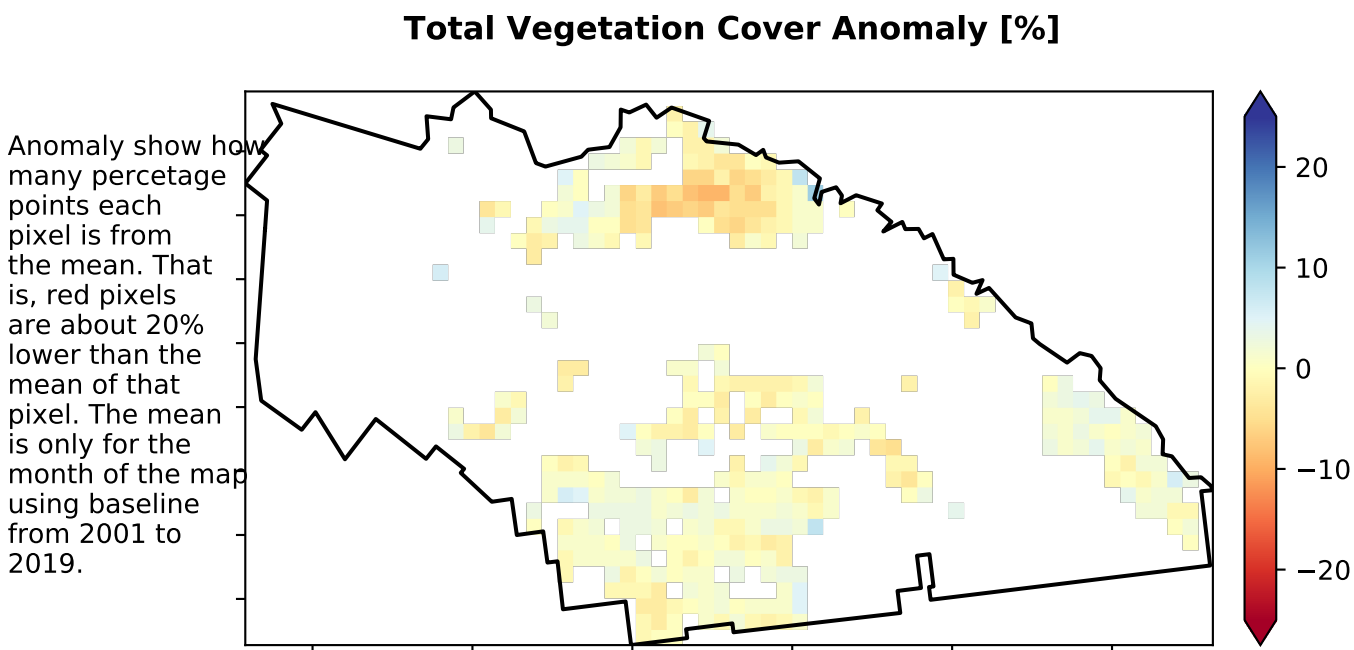 Total Vegetation Cover Anomaly [%]
Anomaly show how
many percetage
points each
pixel is from
the mean. That
is, red pixels
are about 20%
lower than the
mean of that
pixel. The mean
is only for the
month of the map
using baseline
from 2001 to
2019.
20
10
0
−10
−20